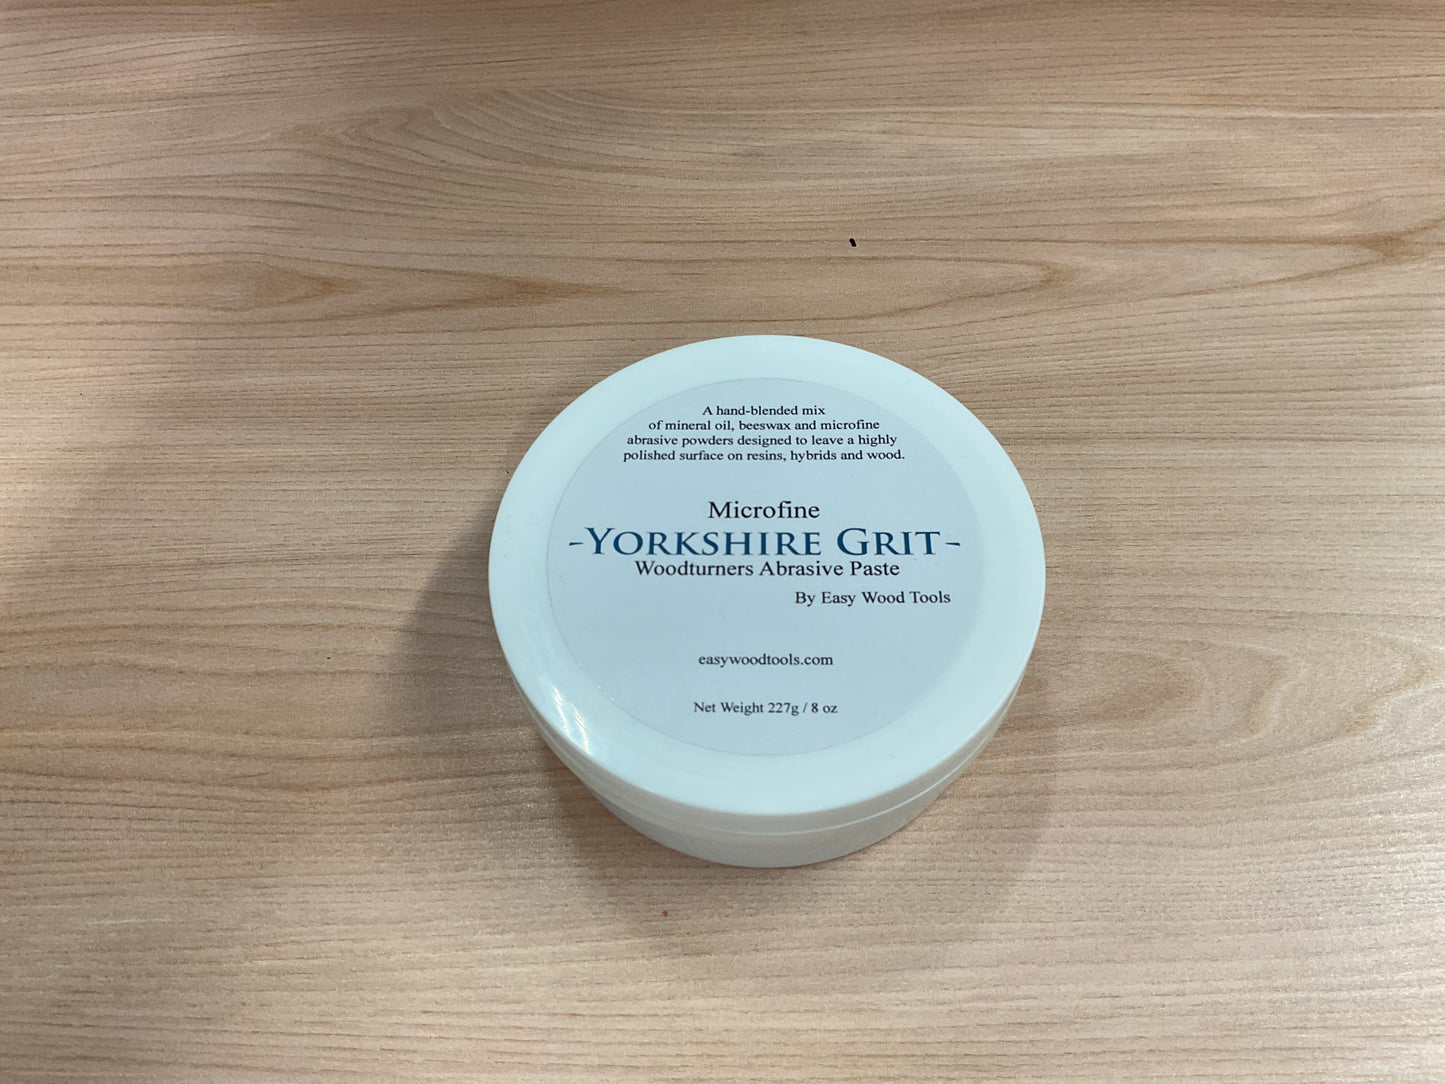 A hand-blended mix
of mineral oil, beeswax and microfine
abrasive powders designed to leave a highly
polished surface on resins, hybrids and wood.
Microfine
-YORKSHIRE GRIT-
Woodturners Abrasive Paste
By Easy Wood Tools
easywoodtools.com
Net Weight 227g / 8 oz